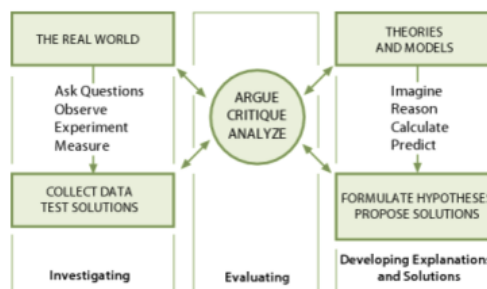 THE REAL WORLD
Ask Questions
Observe
Experiment
Measure
COLLECT DATA
TEST SOLUTIONS
Investigating
ARGUE
CRITIQUE
ANALYZE
Evaluating
THEORIES
AND MODELS
Imagine
Reason
Calculate
Predict
FORMULATE HYPOTHESES
PROPOSE SOLUTIONS
Developing Explanations
and Solutions